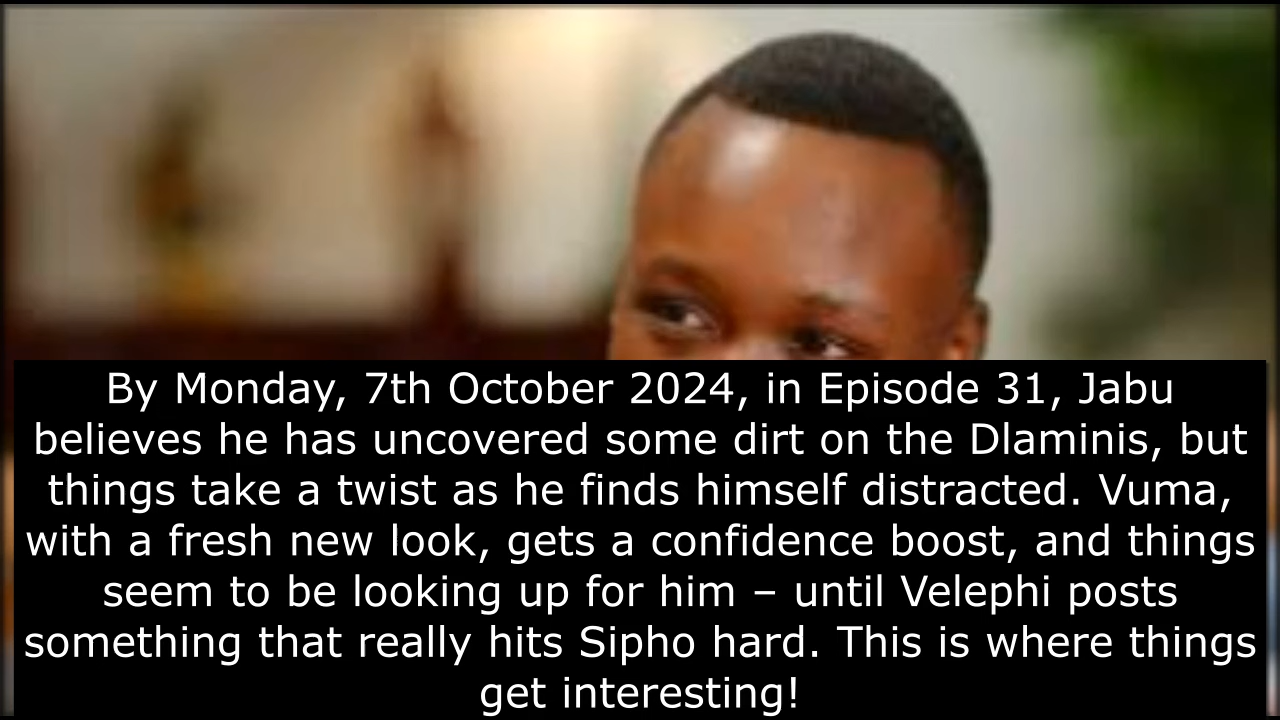 By Monday, 7th October 2024, in Episode 31, Jabu
believes he has uncovered some dirt on the Dlaminis, but
things take a twist as he finds himself distracted. Vuma,
with a fresh new look, gets a confidence boost, and things
seem to be looking up for him – until Velephi posts
something that really hits Sipho hard. This is where things
get interesting!